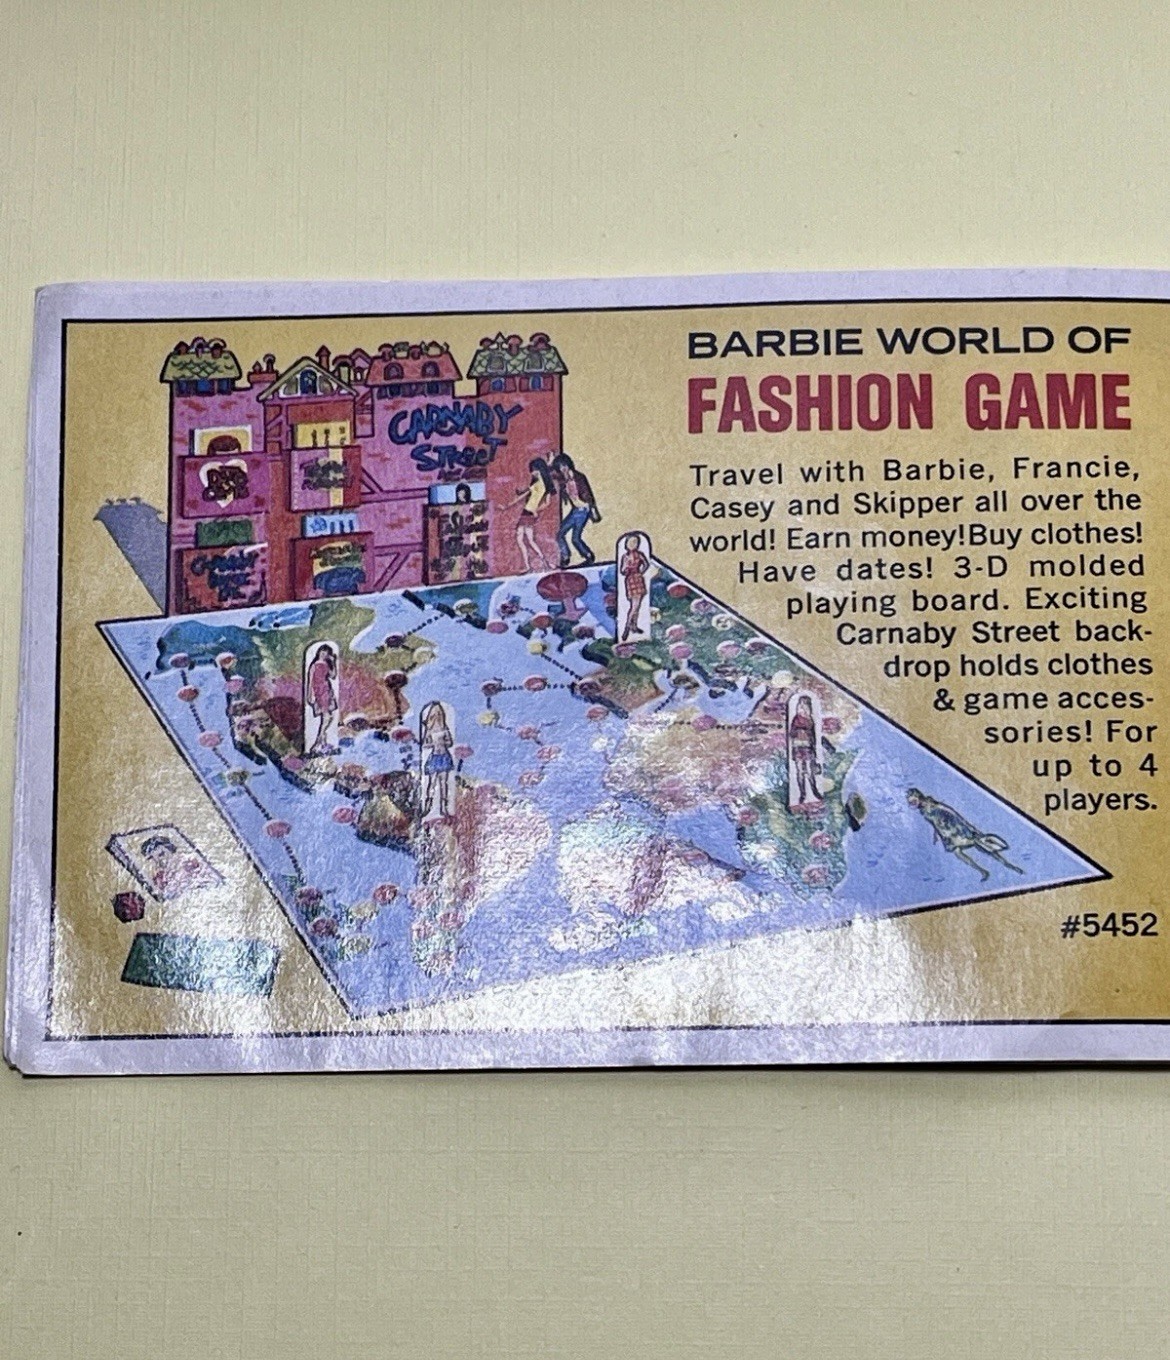 BARBIE WORLD OF
FASHION GAME
Travel with Barbie, Francie,
Casey and Skipper all over the
world! Earn money!Buy clothes!
Have dates! 3-D molded
playing board. Exciting
Carnaby Street back-
drop holds clothes
& game acces-
sories! For
up to 4
players.
#5452
CARNABY
STREET